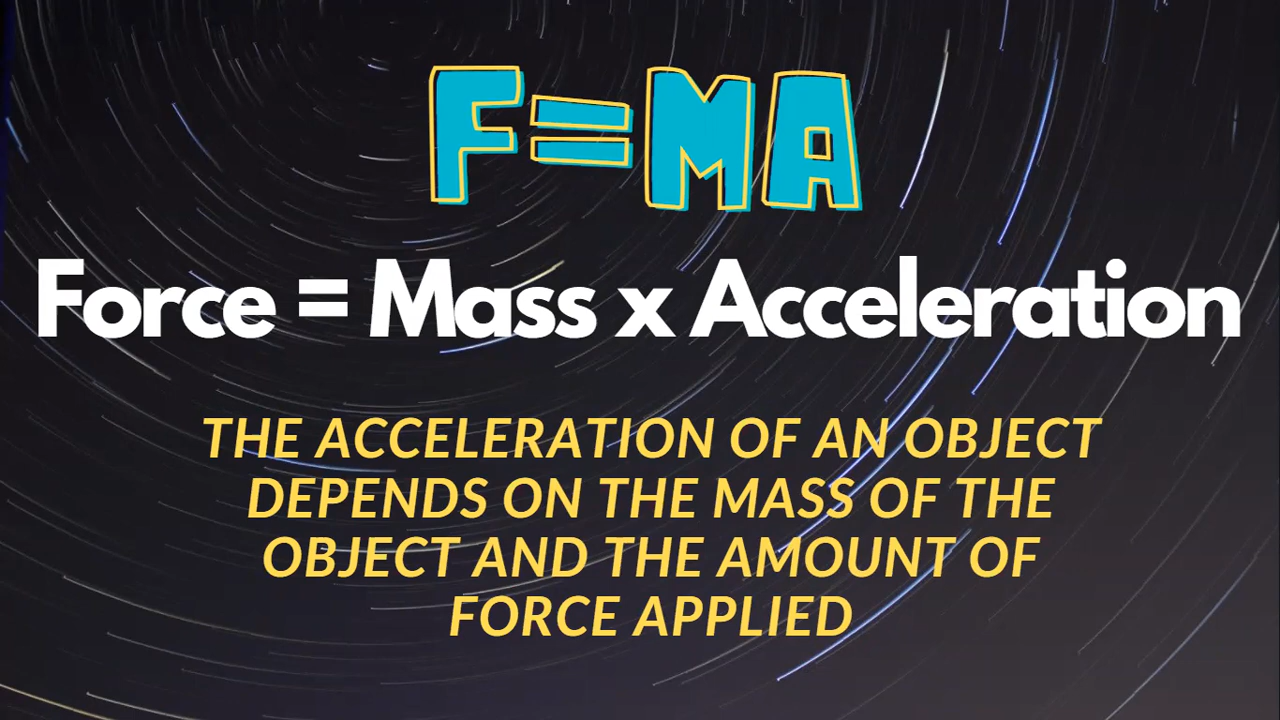 F=MA
Force = Mass x Acceleration
THE ACCELERATION OF AN OBJECT
DEPENDS ON THE MASS OF THE
OBJECT AND THE AMOUNT OF
FORCE APPLIED